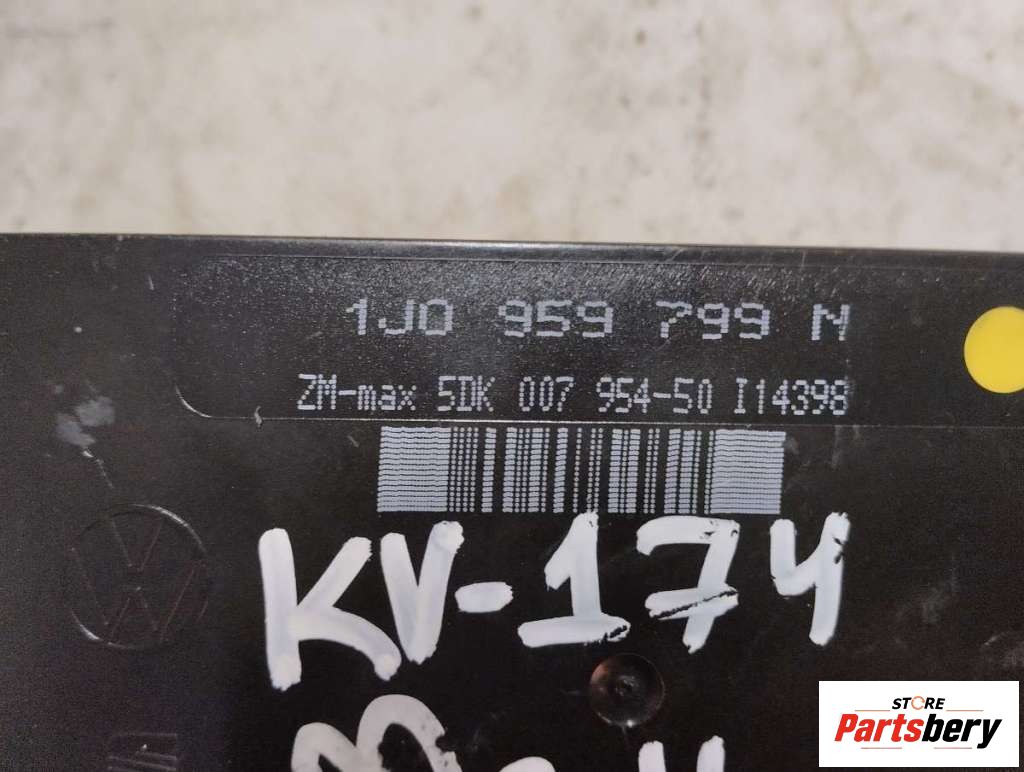 1J0 959 799 N
ZM-max 5DK 007 954-50 I14398
KV-174
STORE
Partsbery